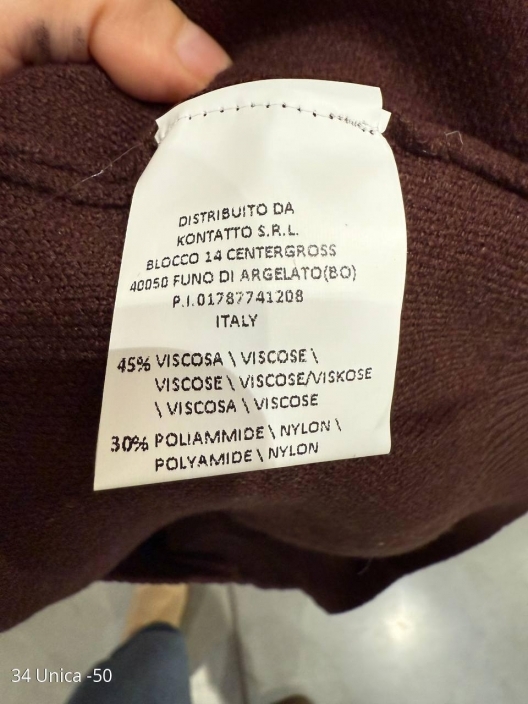 DISTRIBUITO DA
KONTATTO S.R.L.
BLOCCO 14 CENTERGROSS
40050 FUNO DI ARGELATO(BO)
P.I.01787741208
ITALY
45% VISCOSA \ VISCOSE \
VISCOSE \ VISCOSE/VISKOSE
\ VISCOSA \ VISCOSE
30% POLIAMMIDE \ NYLON \
POLYAMIDE \ NYLON
34 Unica -50